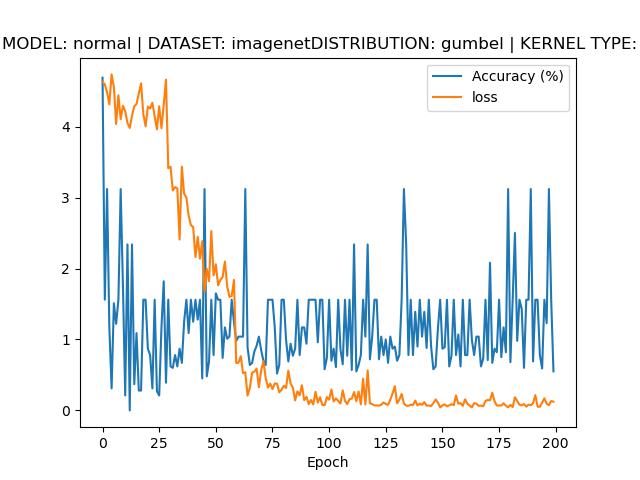 MODEL: normal | DATASET: imagenetDISTRIBUTION: gumbel | KERNEL TYPE:
Accuracy (%)
loss
4
3
2
1
0
0 25 50 75 100 125 150 175 200
Epoch